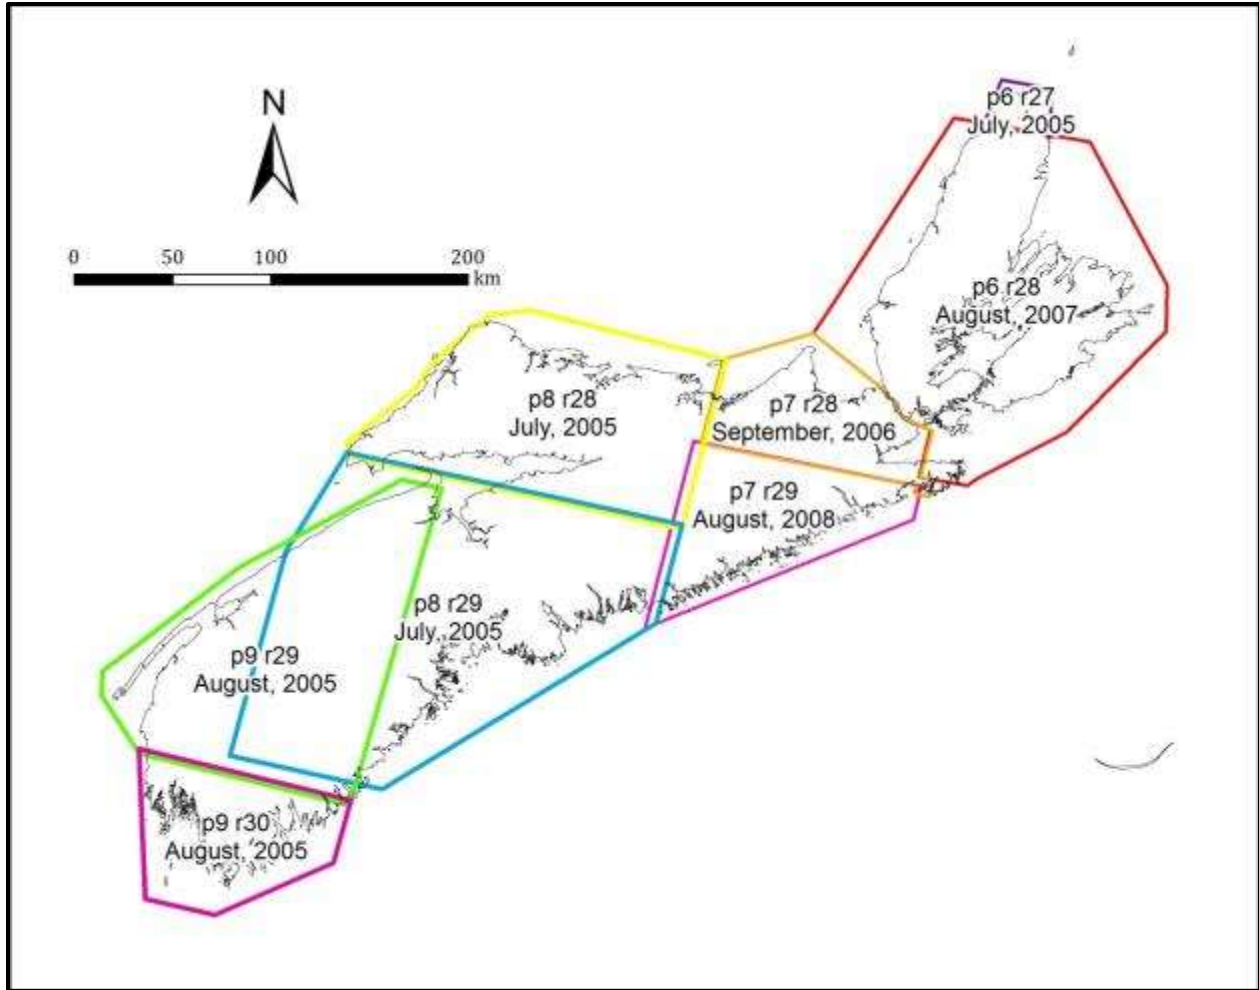 p6 r27
July, 2005
N
0 50 100 200
km
p6 r28
August, 2007
p8 r28
July, 2005
p7 r28
September, 2006
p7 r29
August, 2008
p8 r29
July, 2005
p9 r29
August, 2005
p9 r30
August, 2005